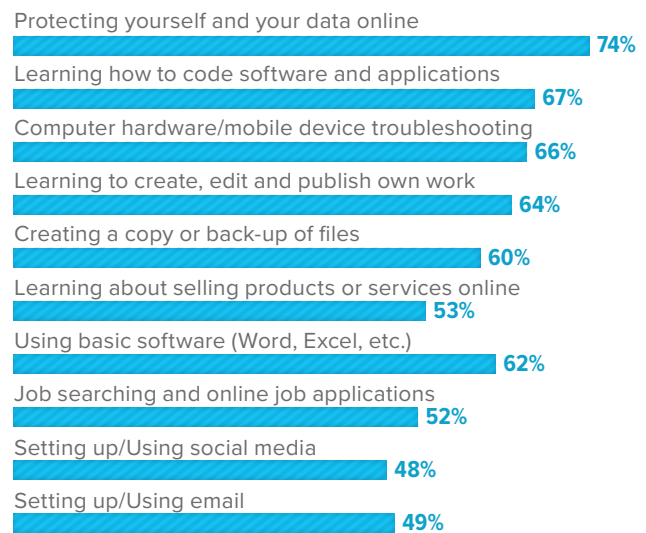 Protecting yourself and your data online
74%
Learning how to code software and applications
67%
Computer hardware/mobile device troubleshooting
66%
Learning to create, edit and publish own work
64%
Creating a copy or back-up of files
60%
Learning about selling products or services online
53%
Using basic software (Word, Excel, etc.)
62%
Job searching and online job applications
52%
Setting up/Using social media
48%
Setting up/Using email
49%